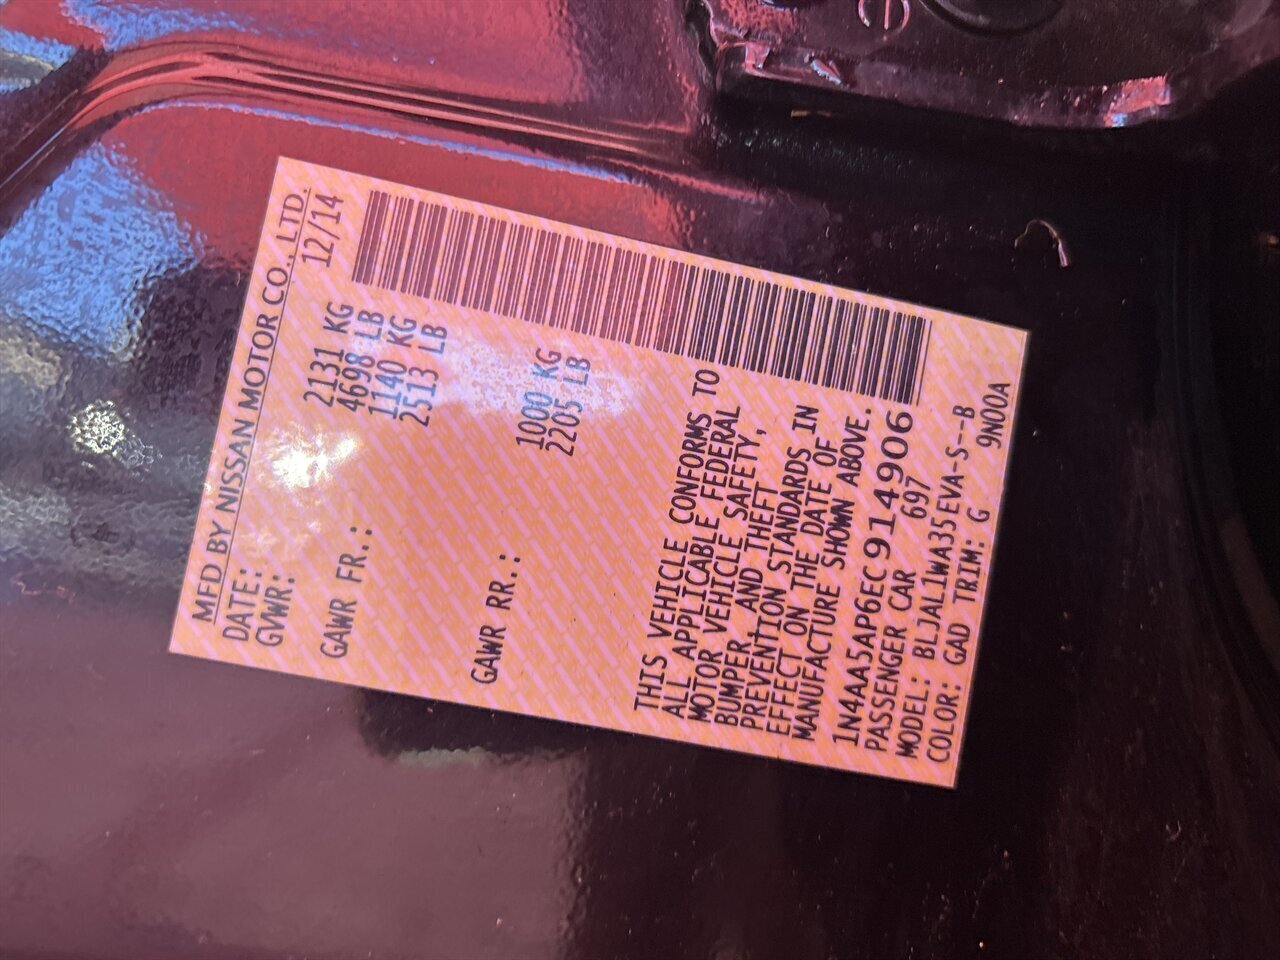 MFD BY NISSAN MOTOR CO., LTD.
DATE: 12/14
GVWR: 2131 KG
4698 LB
GAWR FR.: 1140 KG
2513 LB
GAWR RR.: 1000 KG
2205 LB
THIS VEHICLE CONFORMS TO
ALL APPLICABLE FEDERAL
MOTOR VEHICLE SAFETY,
BUMPER, AND THEFT
PREVENTION STANDARDS IN
EFFECT ON THE DATE OF
MANUFACTURE SHOWN ABOVE.
1N4AA5AP6EC914906
PASSENGER CAR 697
MODEL: BLJAL1WA35EVA-S--B
COLOR: GAD TRIM: G 9N00A